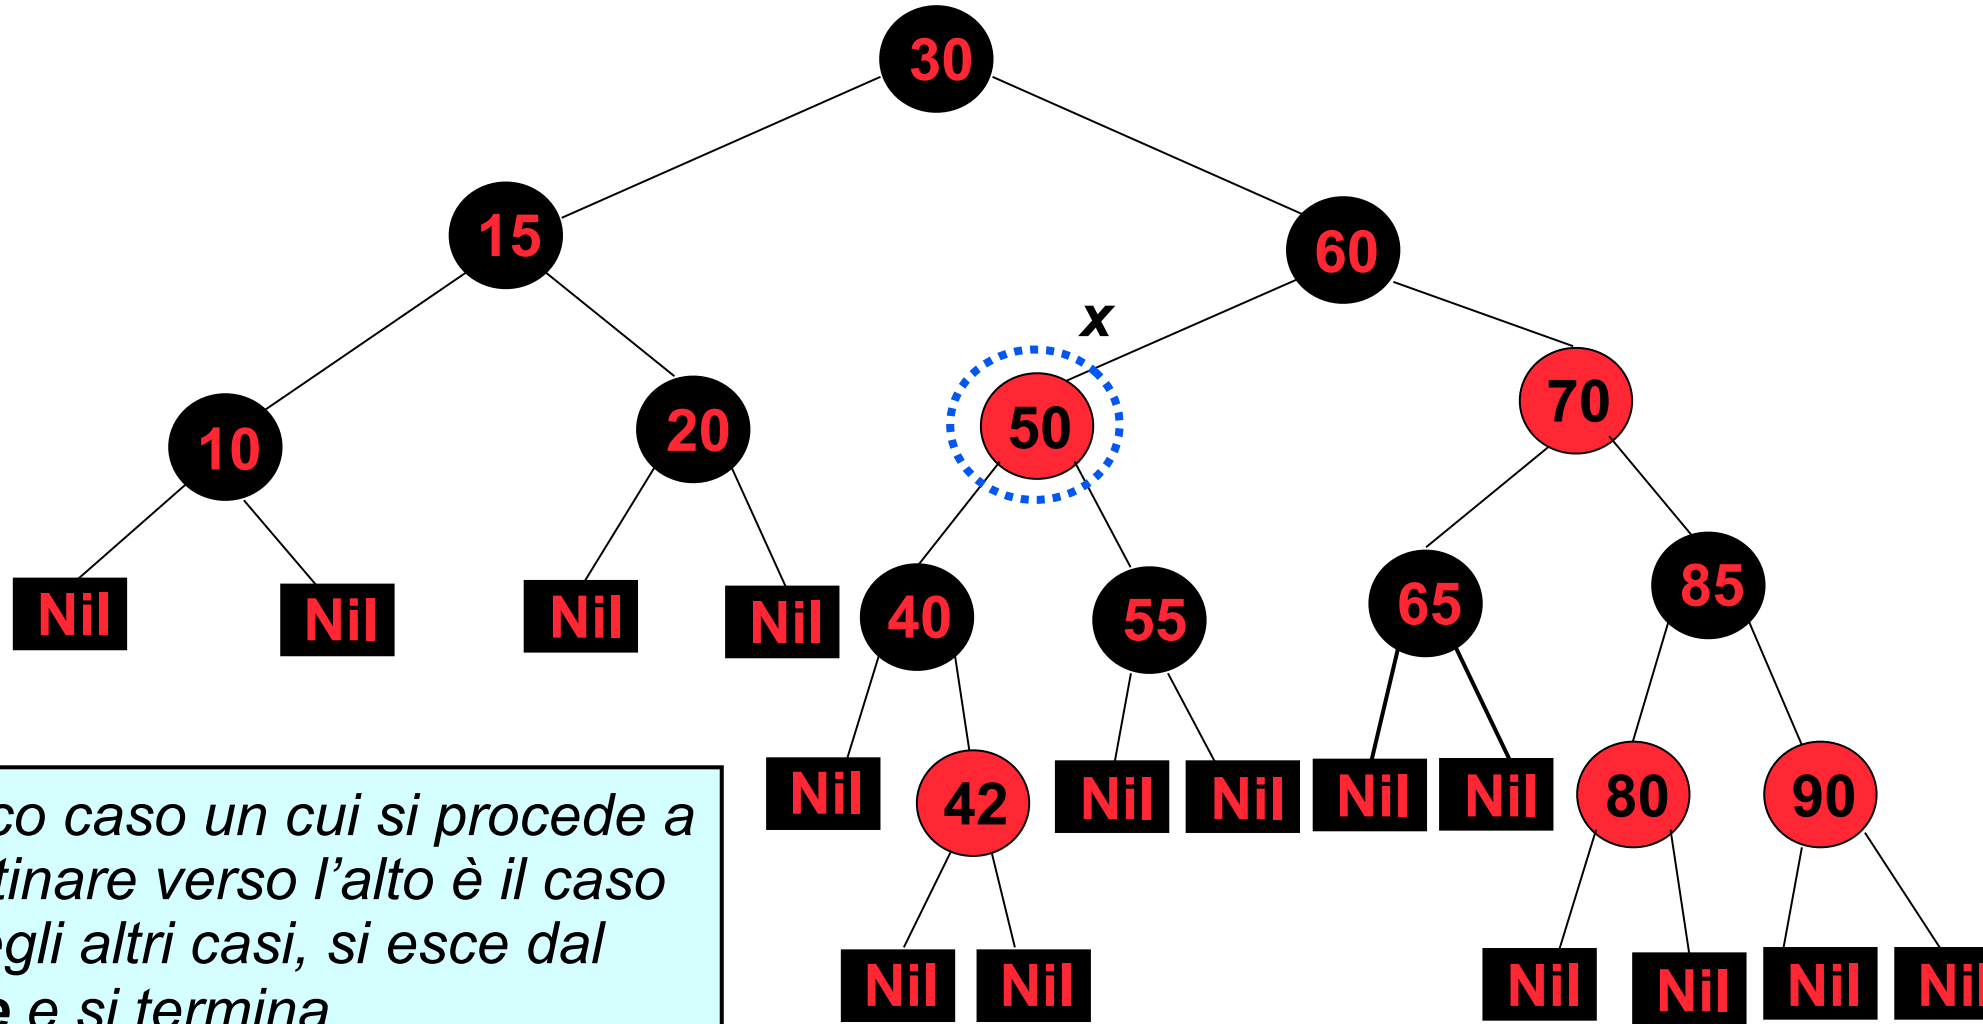 30
15
60
x
10
20
50
70
Nil
Nil
Nil
Nil
40
55
65
85
Nil
42
Nil
Nil
Nil
Nil
80
90
Nil
Nil
Nil
Nil
Nil
Nil
co caso un cui si procede a
tinare verso l’alto è il caso
egli altri casi, si esce dal
e e si termina